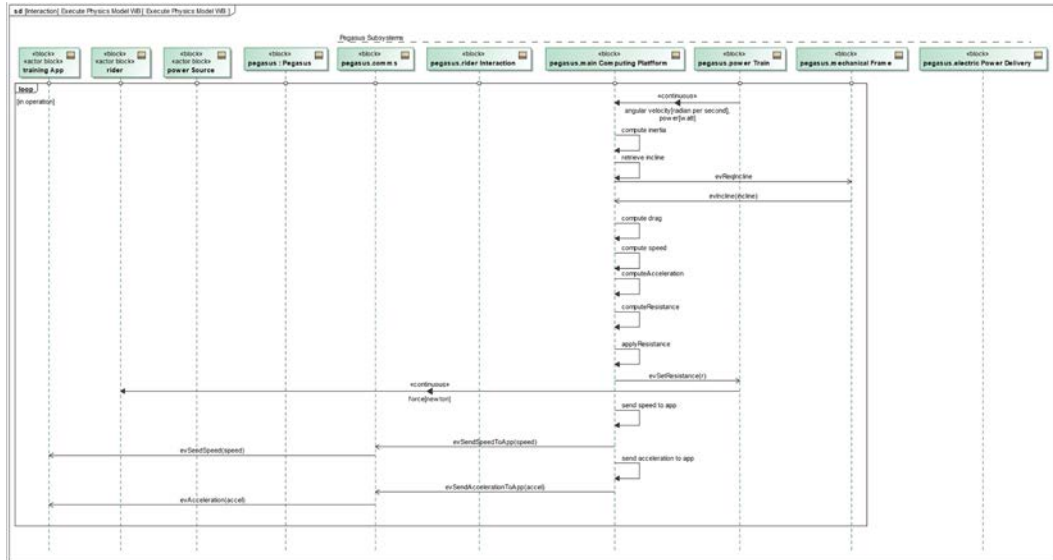 sd [Interaction] Execute Physics Model WB [ Execute Physics Model WB ]
Pegasus Subsystems
«block»
«actor block»
training App
«block»
«actor block»
rider
«block»
«actor block»
power Source
«block»
pegasus : Pegasus
«block»
pegasus.comms
«block»
pegasus.rider Interaction
«block»
pegasus.main Computing Plattform
«block»
pegasus.power Train
«block»
pegasus.mechanical Frame
«block»
pegasus.electric Power Delivery
loop
[in operation]
«continuous»
angular velocity[radian per second],
power[watt]
compute inertia
retrieve incline
evReqIncline
evIncline(incline)
compute drag
compute speed
computeAcceleration
computeResistance
applyResistance
evSetResistance(r)
«continuous»
force[newton]
send speed to app
evSendSpeedToApp(speed)
evSendSpeed(speed)
send acceleration to app
evSendAccelerationToApp(accel)
evAcceleration(accel)